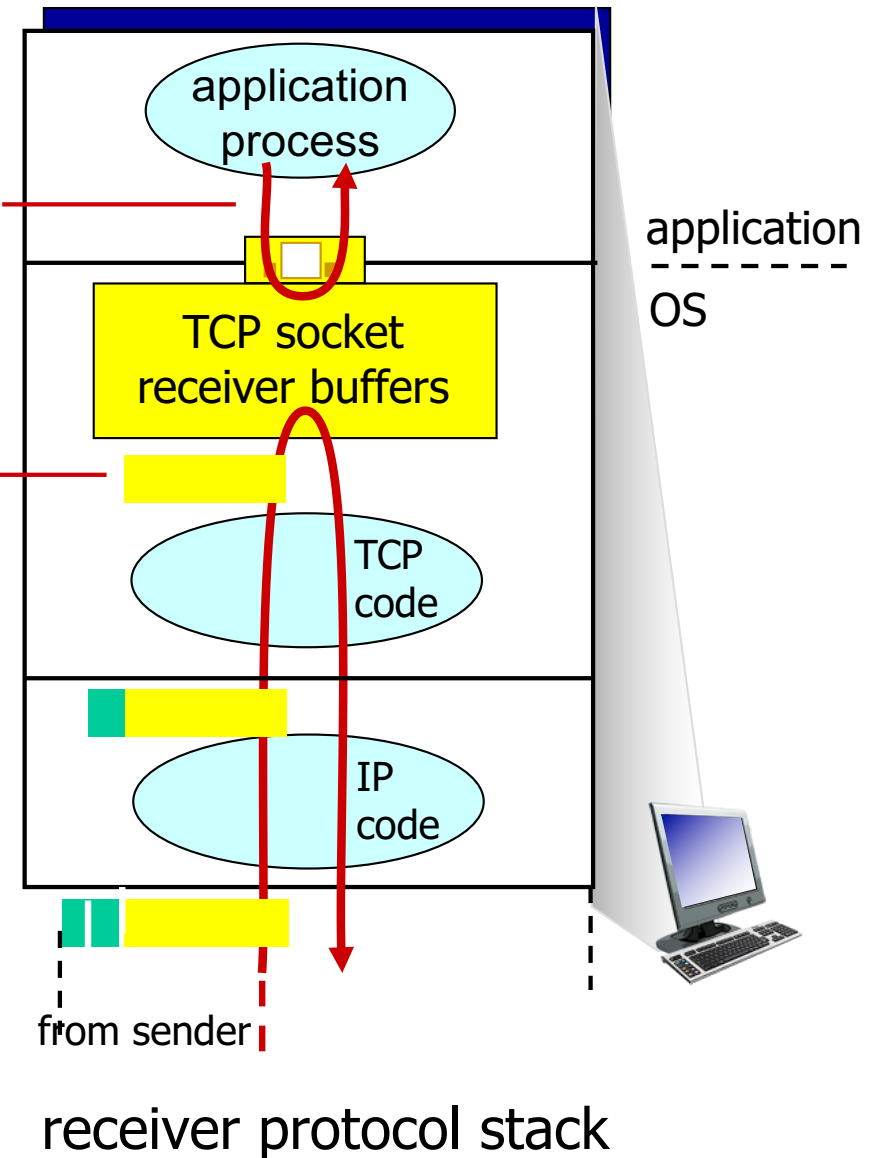 application
process
application
OS
TCP socket
receiver buffers
TCP
code
IP
code
from sender
receiver protocol stack